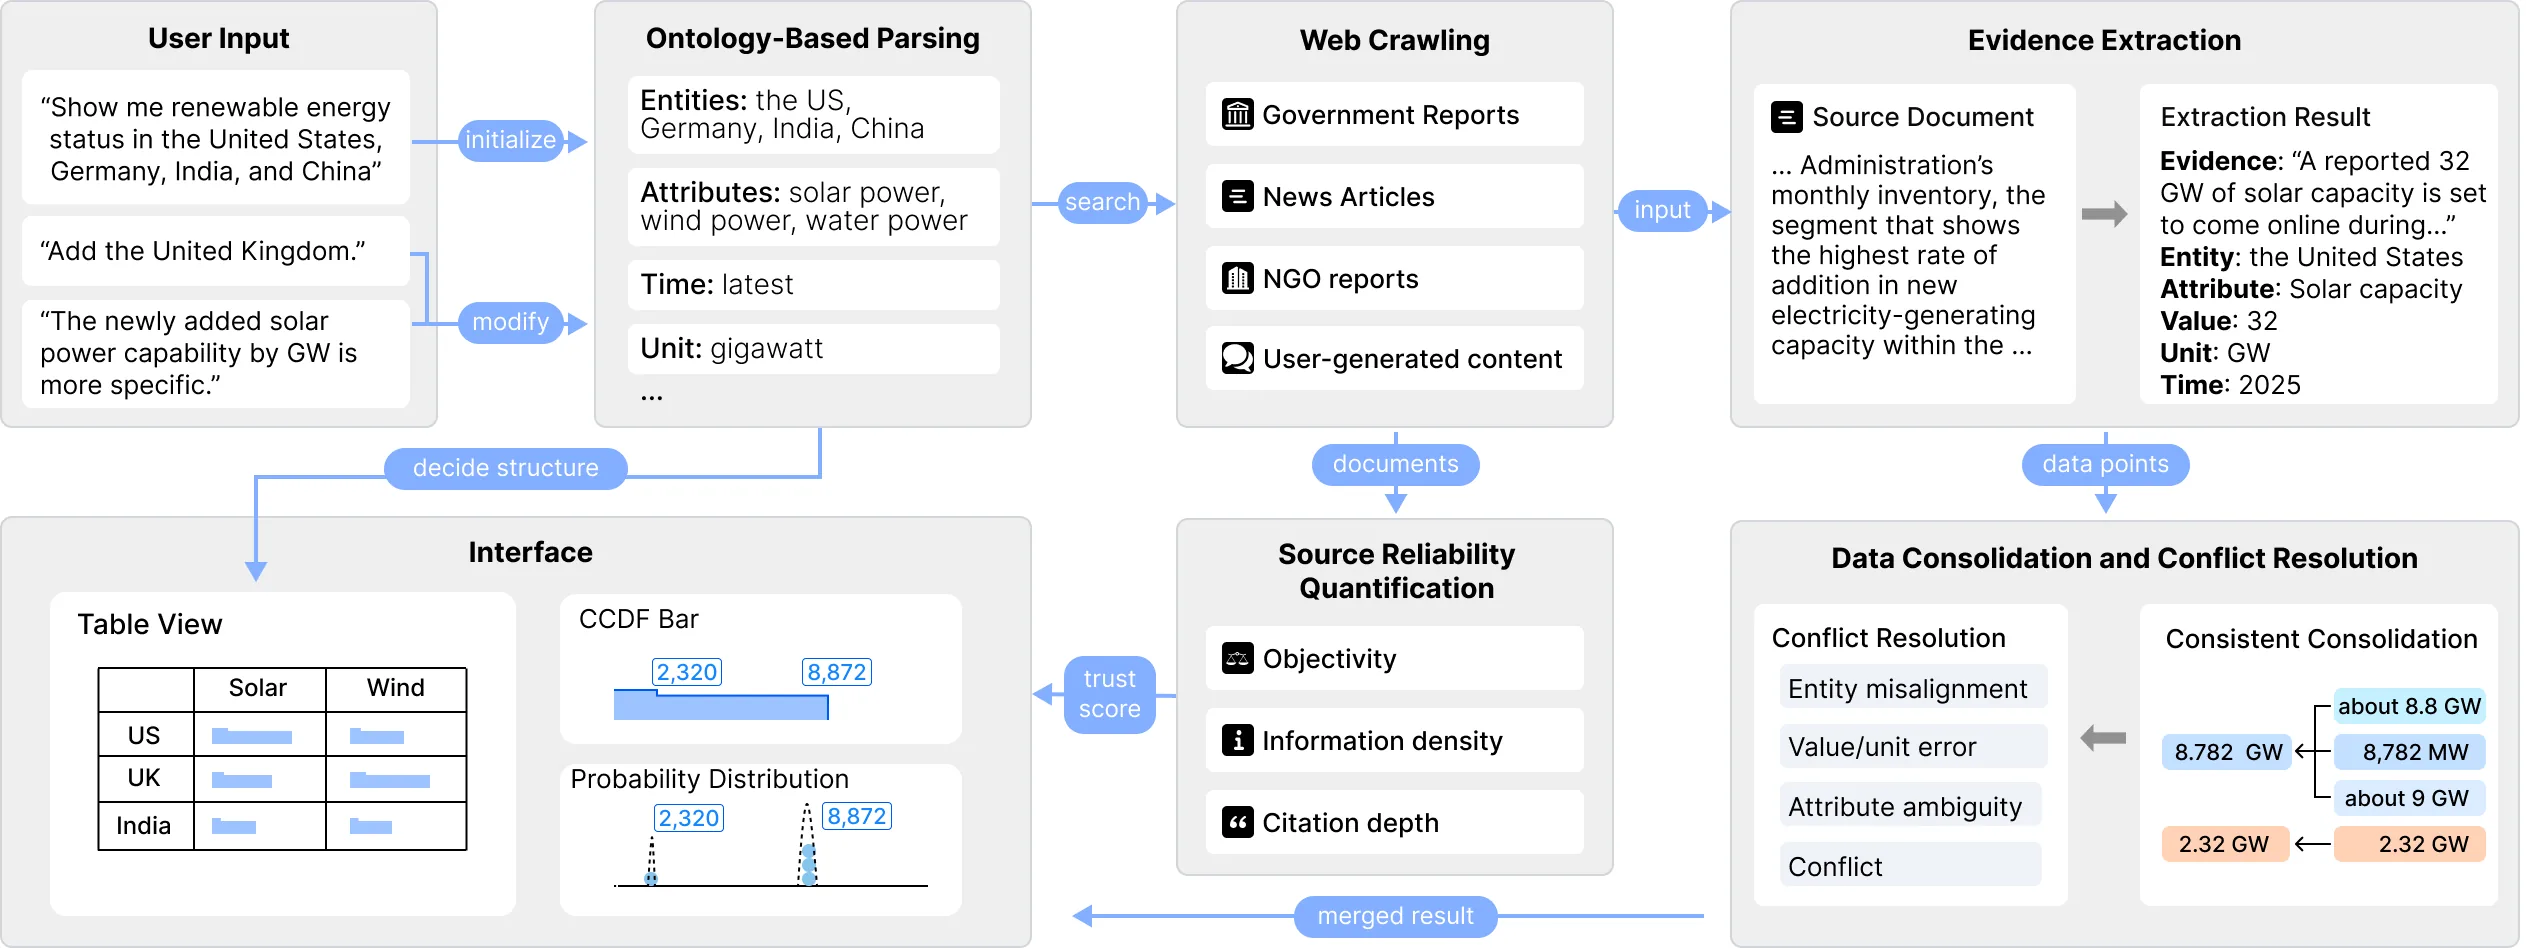 User Input
“Show me renewable energy
status in the United States,
Germany, India, and China”
“Add the United Kingdom.”
“The newly added solar
power capability by GW is
more specific.”
initialize
modify
Ontology-Based Parsing
Entities: the US,
Germany, India, China
Attributes: solar power,
wind power, water power
Time: latest
Unit: gigawatt
...
search
Web Crawling
Government Reports
News Articles
NGO reports
User-generated content
input
Evidence Extraction
Source Document
... Administration’s
monthly inventory, the
segment that shows
the highest rate of
addition in new
electricity-generating
capacity within the ...
Extraction Result
Evidence: “A reported 32
GW of solar capacity is set
to come online during...”
Entity: the United States
Attribute: Solar capacity
Value: 32
Unit: GW
Time: 2025
decide structure
documents
data points
Interface
Table View
Solar Wind
US
UK
India
CCDF Bar
2,320 8,872
Probability Distribution
2,320 8,872
trust
score
Source Reliability
Quantification
Objectivity
Information density
Citation depth
merged result
Data Consolidation and Conflict Resolution
Conflict Resolution
Entity misalignment
Value/unit error
Attribute ambiguity
Conflict
Consistent Consolidation
about 8.8 GW
8.782 GW 8,782 MW
about 9 GW
2.32 GW 2.32 GW